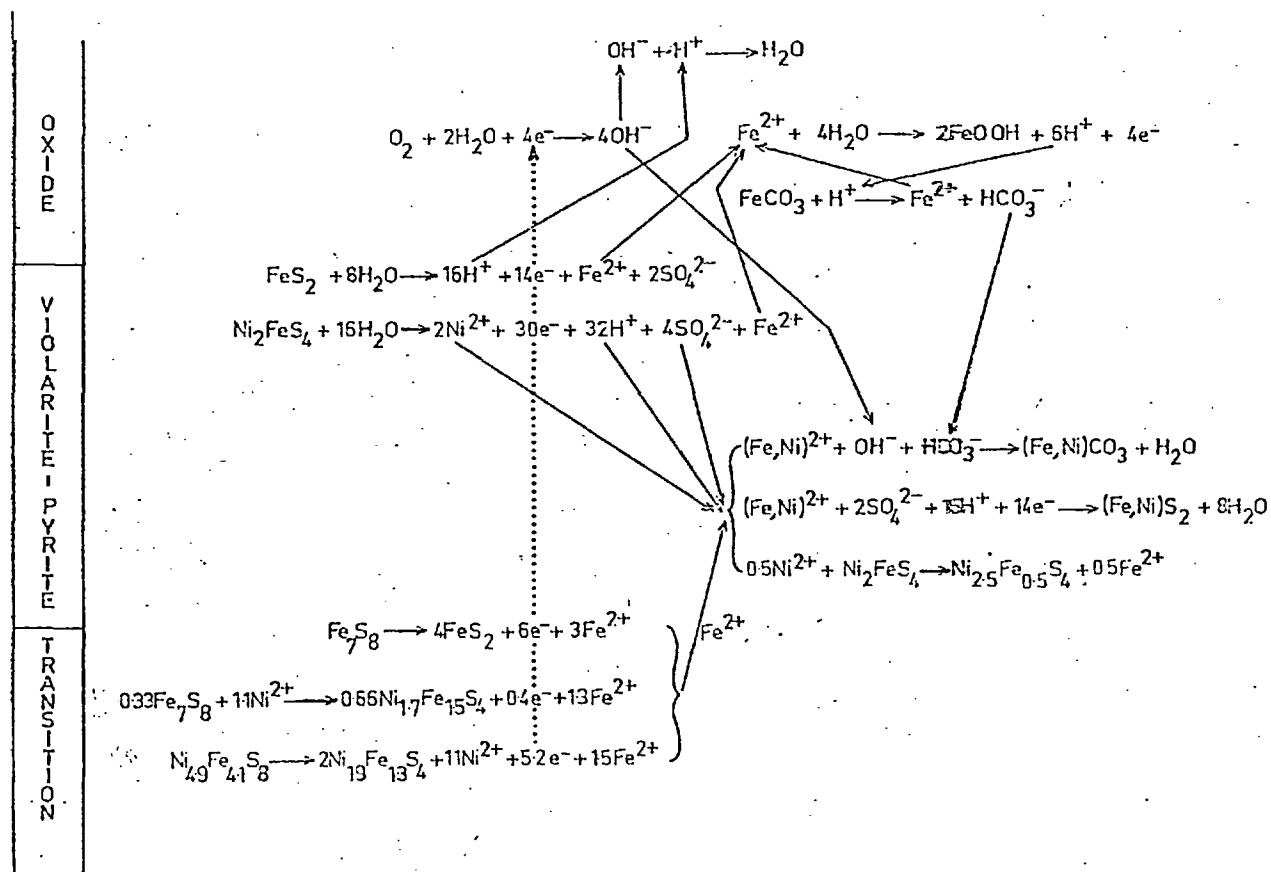 OXIDE
OH⁻ + H⁺ ⟶ H₂O
O₂ + 2H₂O + 4e⁻ ⟶ 4OH⁻
Fe²⁺ + 4H₂O ⟶ 2FeOOH + 6H⁺ + 4e⁻
FeCO₃ + H⁺ ⟶ Fe²⁺ + HCO₃⁻
VIOLARITE-PYRITE
FeS₂ + 8H₂O ⟶ 16H⁺ + 14e⁻ + Fe²⁺ + 2SO₄²⁻
Ni₂FeS₄ + 16H₂O ⟶ 2Ni²⁺ + 30e⁻ + 32H⁺ + 4SO₄²⁻ + Fe²⁺
(Fe,Ni)²⁺ + OH⁻ + HCO₃⁻ ⟶ (Fe,Ni)CO₃ + H₂O
(Fe,Ni)²⁺ + 2SO₄²⁻ + 16H⁺ + 14e⁻ ⟶ (Fe,Ni)S₂ + 8H₂O
0·5Ni²⁺ + Ni₂FeS₄ ⟶ Ni₂.₅Fe₀.₅S₄ + 0·5Fe²⁺
TRANSITION
Fe₇S₈ ⟶ 4FeS₂ + 6e⁻ + 3Fe²⁺
Fe²⁺
0·33Fe₇S₈ + 1·1Ni²⁺ ⟶ 0·66Ni₁.₇Fe₁.₅S₄ + 0·4e⁻ + 1·3Fe²⁺
Ni₄.₉Fe₄.₁S₈ ⟶ 2Ni₁.₉Fe₁.₃S₄ + 1·1Ni²⁺ + 5·2e⁻ + 1·5Fe²⁺